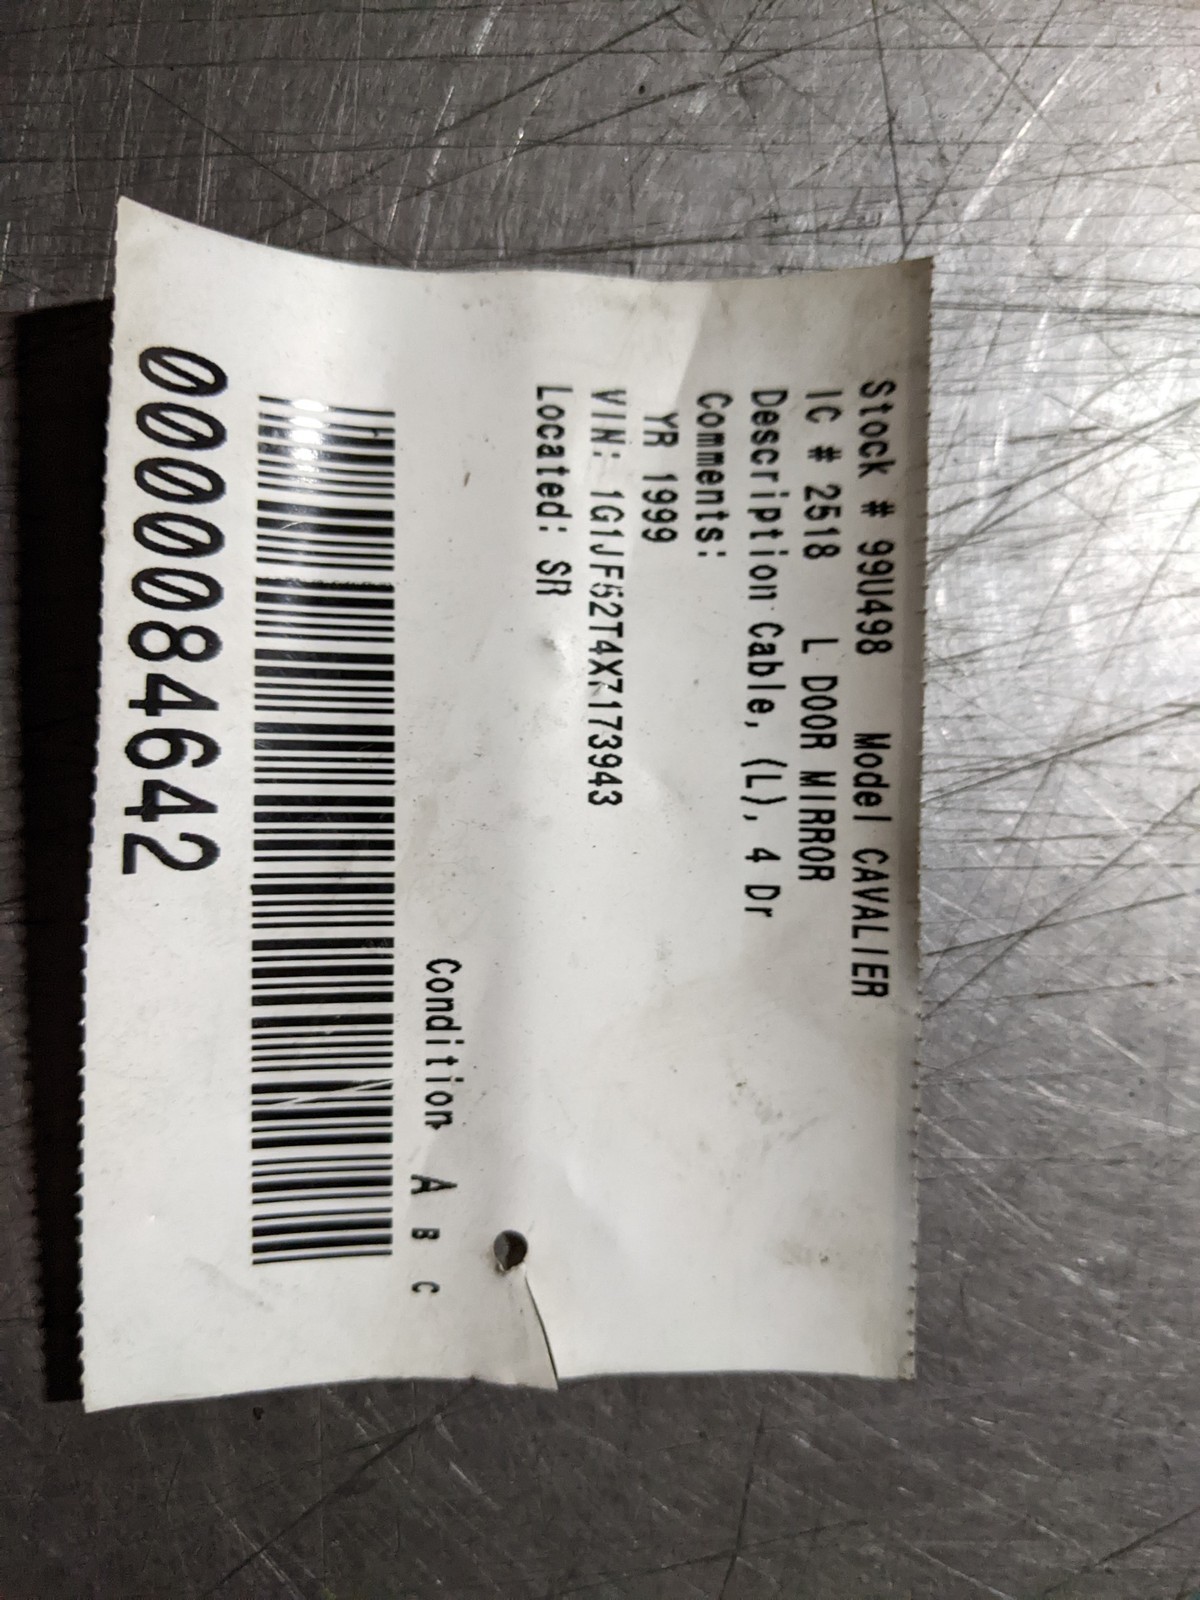 Stock # 99U498 Model CAVALIER
IC # 2518 L DOOR MIRROR
Description Cable, (L), 4 Dr
Comments:
YR 1999
VIN: 1G1JF52T4X7173943
Located: SR
Condition A B C
0000084642